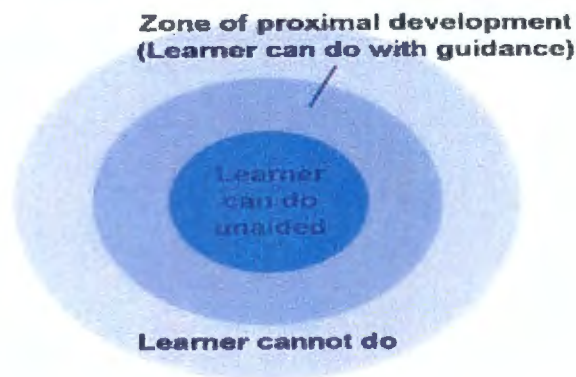 Zone of proximal development
(Learner can do with guidance)
Learner
can do
unaided
Learner cannot do